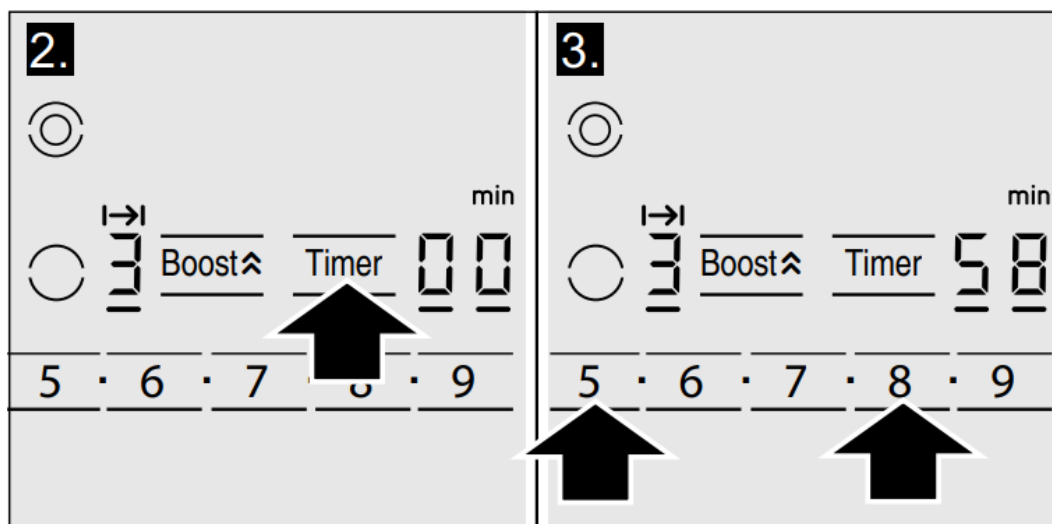 2.
min
3 Boost Timer 00
5 · 6 · 7 · 8 · 9
3.
min
3 Boost Timer 58
5 · 6 · 7 · 8 · 9